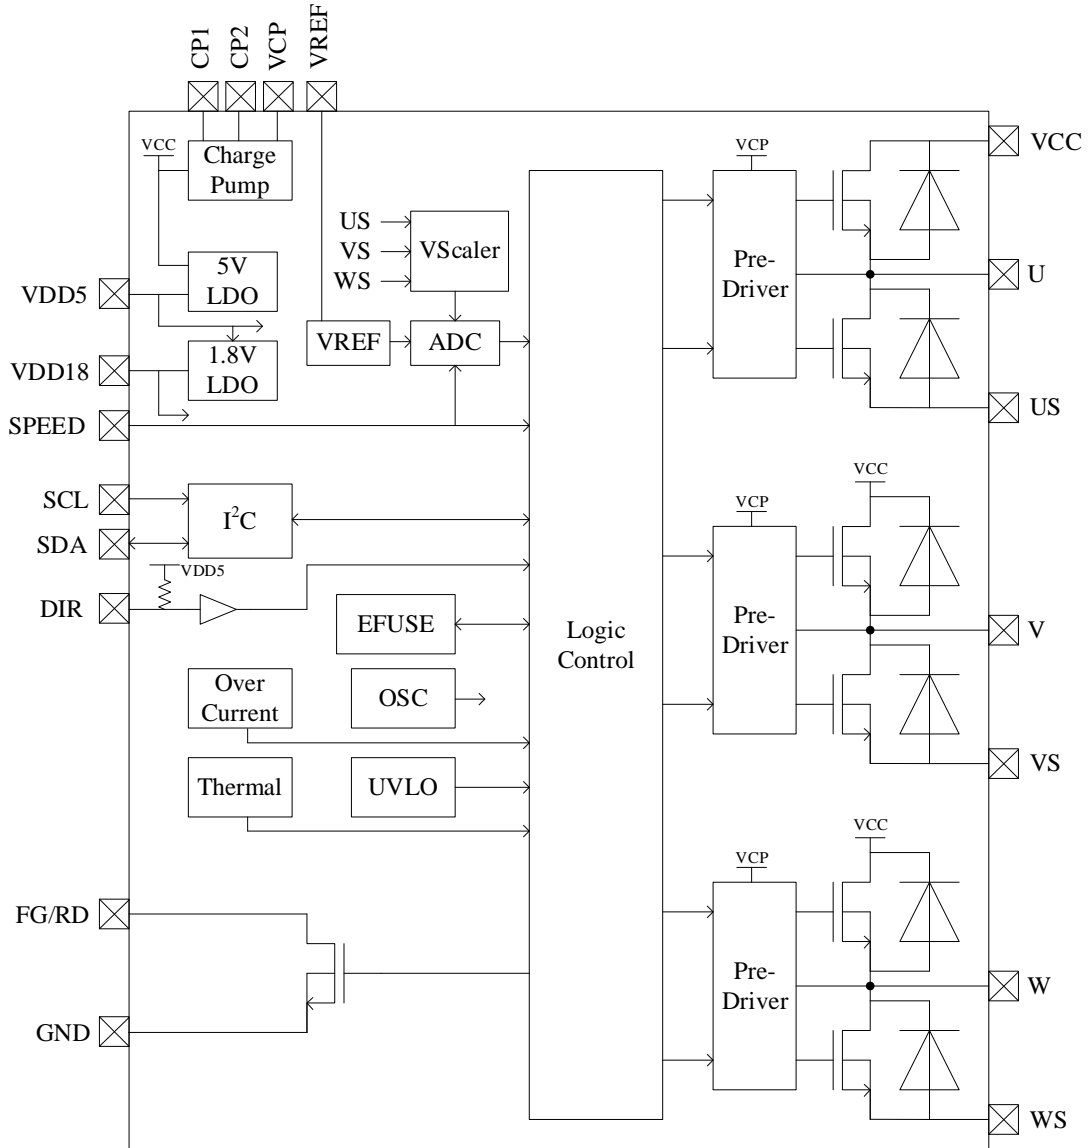 CP1
CP2
VCP
VREF
VCC
Charge
Pump
VCP
VCC
US
VS
WS
VScaler
Pre-
Driver
5V
LDO
VDD5
U
VREF
ADC
1.8V
LDO
VDD18
US
SPEED
VCC
SCL
I²C
VCP
SDA
VDD5
DIR
EFUSE
Logic
Control
Pre-
Driver
V
Over
Current
OSC
Thermal
UVLO
VS
VCC
VCP
FG/RD
Pre-
Driver
W
GND
WS